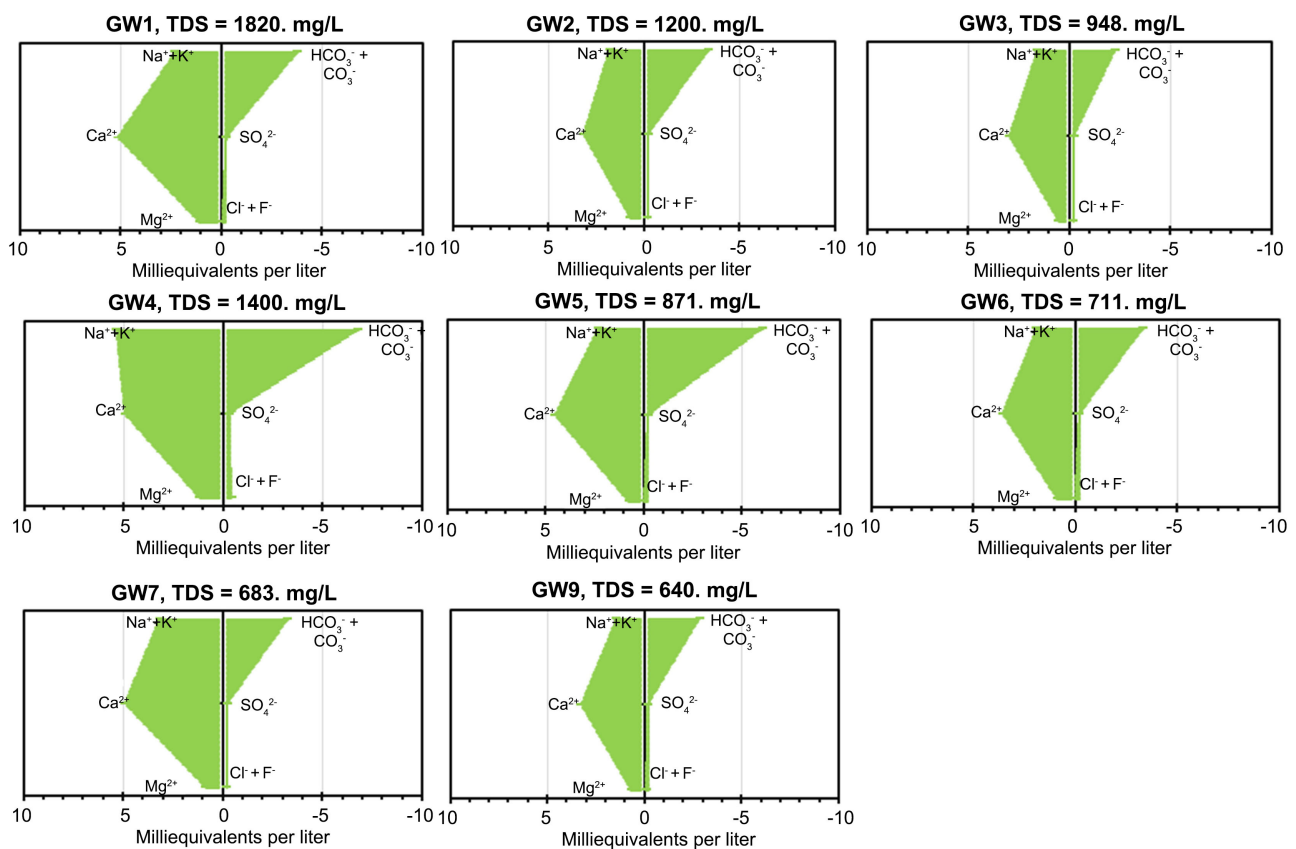 GW1, TDS = 1820. mg/L
Na⁺+K⁺
HCO₃⁻ +
CO₃⁻
Ca²⁺
SO₄²⁻
Mg²⁺
Cl⁻ + F⁻
10 5 0 -5 -10
Milliequivalents per liter
GW2, TDS = 1200. mg/L
Na⁺+K⁺
HCO₃⁻ +
CO₃⁻
Ca²⁺
SO₄²⁻
Mg²⁺
Cl⁻ + F⁻
10 5 0 -5 -10
Milliequivalents per liter
GW3, TDS = 948. mg/L
Na⁺+K⁺
HCO₃⁻ +
CO₃⁻
Ca²⁺
SO₄²⁻
Mg²⁺
Cl⁻ + F⁻
10 5 0 -5 -10
Milliequivalents per liter
GW4, TDS = 1400. mg/L
Na⁺+K⁺
HCO₃⁻ +
CO₃⁻
Ca²⁺
SO₄²⁻
Mg²⁺
Cl⁻ + F⁻
10 5 0 -5 -10
Milliequivalents per liter
GW5, TDS = 871. mg/L
Na⁺+K⁺
HCO₃⁻ +
CO₃⁻
Ca²⁺
SO₄²⁻
Mg²⁺
Cl⁻ + F⁻
10 5 0 -5 -10
Milliequivalents per liter
GW6, TDS = 711. mg/L
Na⁺+K⁺
HCO₃⁻ +
CO₃⁻
Ca²⁺
SO₄²⁻
Mg²⁺
Cl⁻ + F⁻
10 5 0 -5 -10
Milliequivalents per liter
GW7, TDS = 683. mg/L
Na⁺+K⁺
HCO₃⁻ +
CO₃⁻
Ca²⁺
SO₄²⁻
Mg²⁺
Cl⁻ + F⁻
10 5 0 -5 -10
Milliequivalents per liter
GW9, TDS = 640. mg/L
Na⁺+K⁺
HCO₃⁻ +
CO₃⁻
Ca²⁺
SO₄²⁻
Mg²⁺
Cl⁻ + F⁻
10 5 0 -5 -10
Milliequivalents per liter